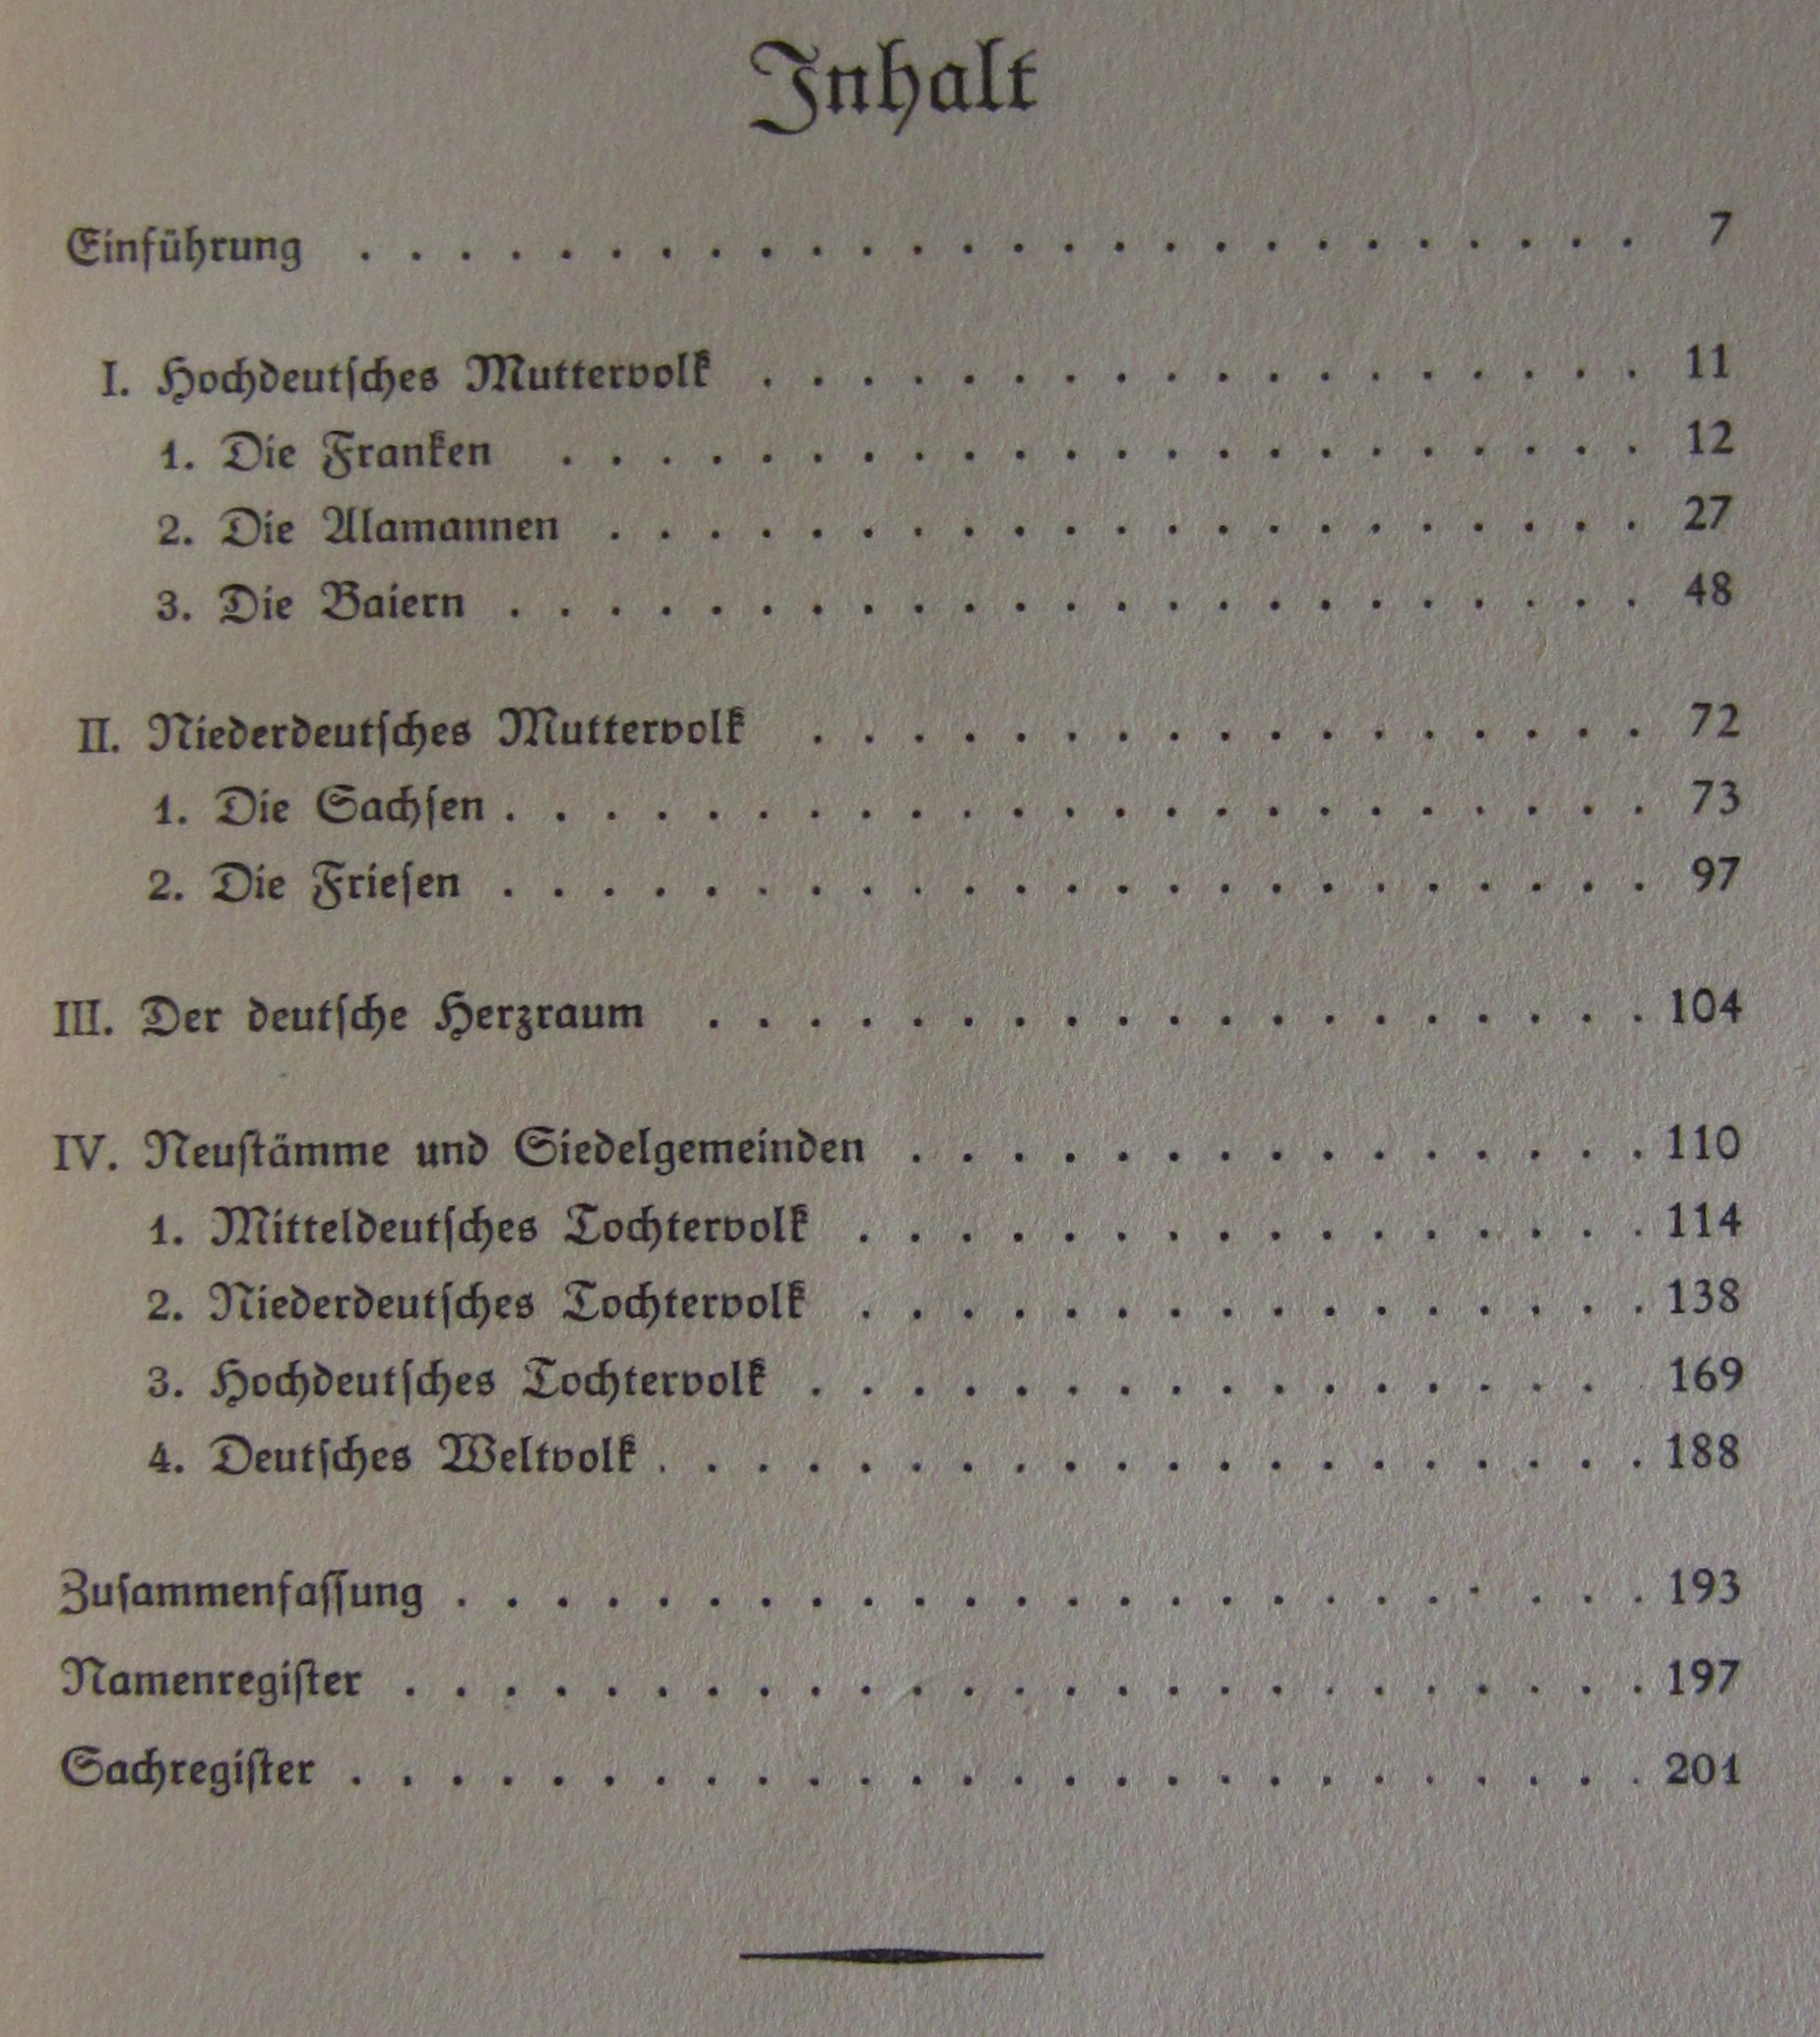 Inhalt
Einführung . . . . . . . . . . . . . . . . . . . . . . . . . . 7
I. Hochdeutsches Muttervolk . . . . . . . . . . . . . . . . . . 11
1. Die Franken . . . . . . . . . . . . . . . . . . . . . . 12
2. Die Alamannen . . . . . . . . . . . . . . . . . . . . . 27
3. Die Baiern . . . . . . . . . . . . . . . . . . . . . . . 48
II. Niederdeutsches Muttervolk . . . . . . . . . . . . . . . . . 72
1. Die Sachsen . . . . . . . . . . . . . . . . . . . . . . . 73
2. Die Friesen . . . . . . . . . . . . . . . . . . . . . . . 97
III. Der deutsche Herzraum . . . . . . . . . . . . . . . . . . . 104
IV. Neustämme und Siedelgemeinden . . . . . . . . . . . . . . . 110
1. Mitteldeutsches Tochtervolk . . . . . . . . . . . . . . . . 114
2. Niederdeutsches Tochtervolk . . . . . . . . . . . . . . . . 138
3. Hochdeutsches Tochtervolk . . . . . . . . . . . . . . . . 169
4. Deutsches Weltvolk . . . . . . . . . . . . . . . . . . . . 188
Zusammenfassung . . . . . . . . . . . . . . . . . . . . . . . . 193
Namenregister . . . . . . . . . . . . . . . . . . . . . . . . . 197
Sachregister . . . . . . . . . . . . . . . . . . . . . . . . . . 201